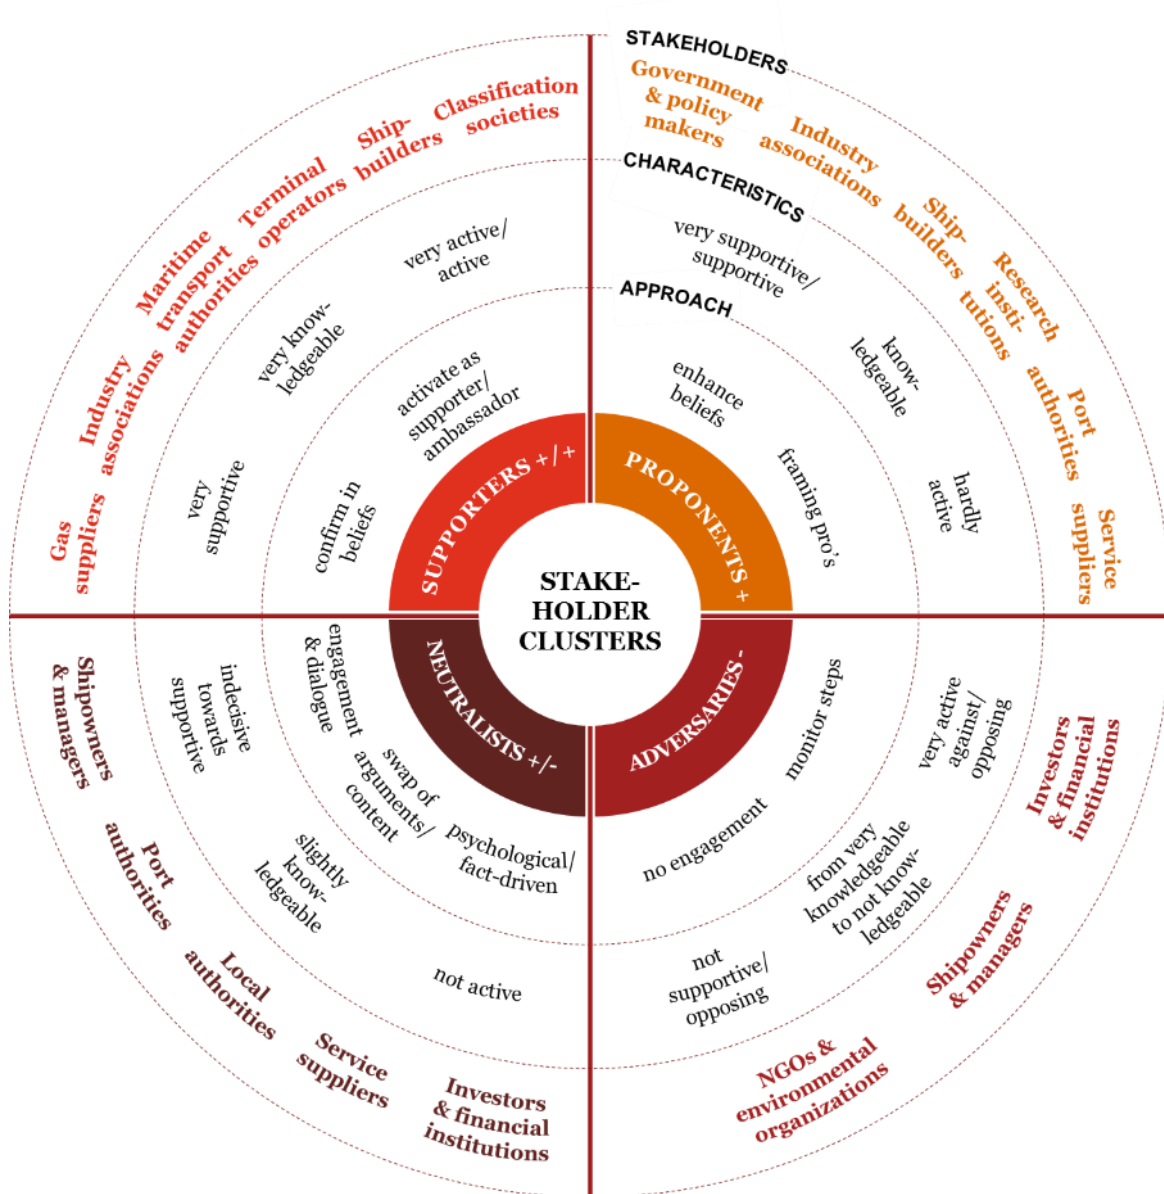 STAKEHOLDERS
Government
& policy
makers
Industry
associations
Ship-
builders
Research
insti-
tutions
Port
authorities
Service
suppliers
CHARACTERISTICS
very supportive/
supportive
know-
ledgeable
hardly
active
APPROACH
enhance
beliefs
framing pro's
PROPONENTS +
Classification
societies
Ship-
builders
Terminal
operators
Maritime
transport
authorities
Industry
associations
Gas
suppliers
very active/
active
very know-
ledgeable
very
supportive
activate as
supporter/
ambassador
confirm in
beliefs
SUPPORTERS +/+
STAKE-
HOLDER
CLUSTERS
NEUTRALISTS +/-
engagement
& dialogue
swap of
arguments/
content
psychological/
fact-driven
indecisive
towards
supportive
slightly
know-
ledgeable
not active
Shipowners
& managers
Port
authorities
Local
authorities
Service
suppliers
Investors
& financial
institutions
ADVERSARIES -
monitor steps
no engagement
very active
against/
opposing
from very
knowledgeable
to not know-
ledgeable
not
supportive/
opposing
Investors
& financial
institutions
Shipowners
& managers
NGOs &
environmental
organizations